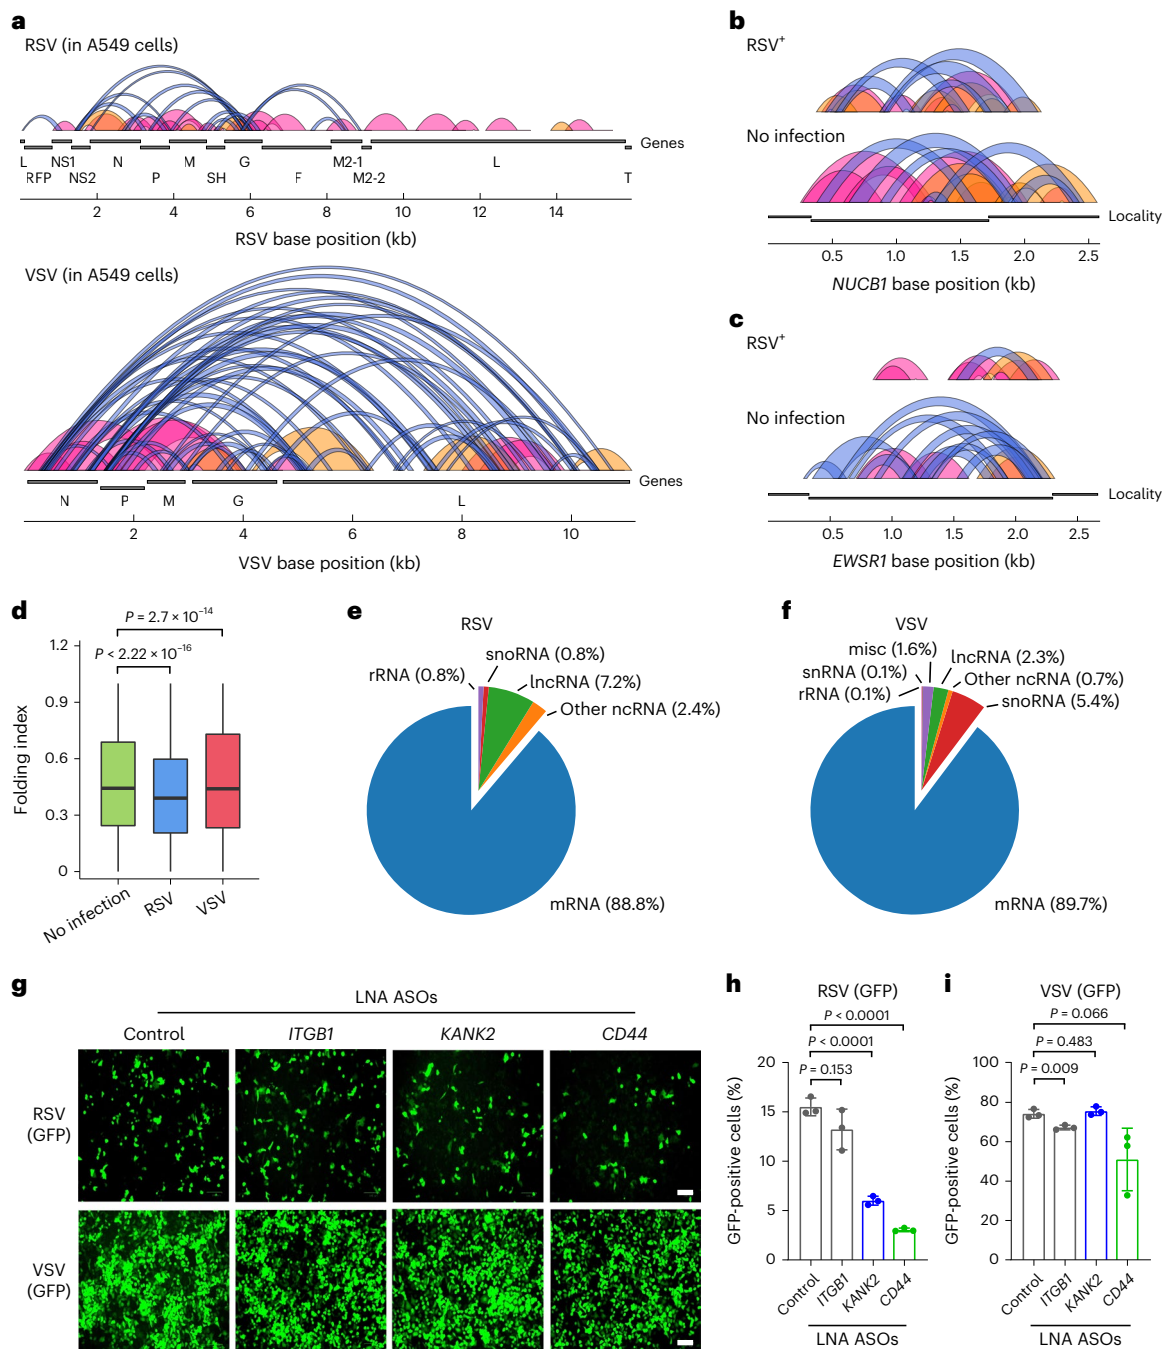 a
RSV (in A549 cells)
Genes
L NS1 N M G M2-1 L
RFP NS2 P SH F M2-2 T
2 4 6 8 10 12 14
RSV base position (kb)
VSV (in A549 cells)
Genes
N P M G L
2 4 6 8 10
VSV base position (kb)
b
RSV+
No infection
Locality
0.5 1.0 1.5 2.0 2.5
NUCB1 base position (kb)
c
RSV+
No infection
Locality
0.5 1.0 1.5 2.0 2.5
EWSR1 base position (kb)
d
P = 2.7 × 10−14
P < 2.22 × 10−16
1.2
0.9
0.6
0.3
0
Folding index
No infection
RSV
VSV
e
RSV
snoRNA (0.8%)
rRNA (0.8%)
lncRNA (7.2%)
Other ncRNA (2.4%)
mRNA (88.8%)
f
VSV
misc (1.6%)
lncRNA (2.3%)
snRNA (0.1%)
Other ncRNA (0.7%)
rRNA (0.1%)
snoRNA (5.4%)
mRNA (89.7%)
g
LNA ASOs
Control ITGB1 KANK2 CD44
RSV
(GFP)
VSV
(GFP)
h
RSV (GFP)
P < 0.0001
P < 0.0001
P = 0.153
20
15
10
5
0
GFP-positive cells (%)
Control
ITGB1
KANK2
CD44
LNA ASOs
i
VSV (GFP)
P = 0.066
P = 0.483
P = 0.009
100
80
60
40
20
0
GFP-positive cells (%)
Control
ITGB1
KANK2
CD44
LNA ASOs